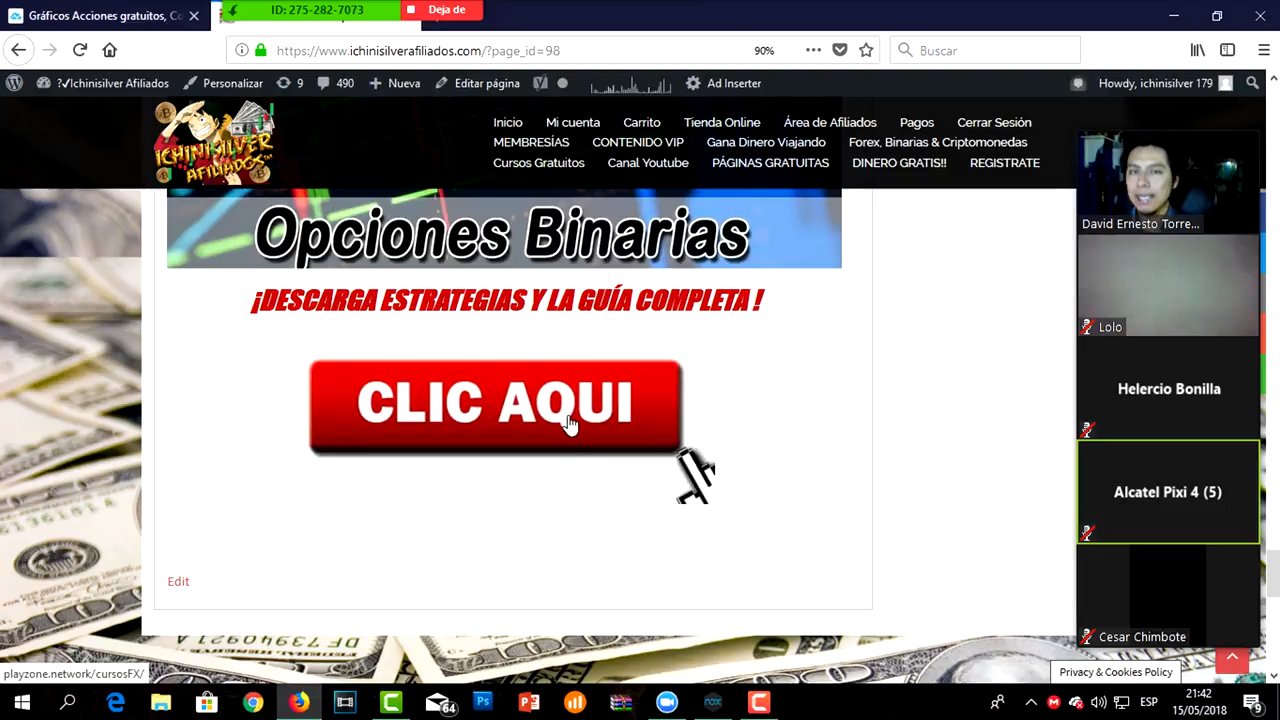 Gráficos Acciones gratuitos, Co
ID: 275-282-7073
Deja de
https://www.ichinisilverafiliados.com/?page_id=98
90%
Buscar
?√Ichinisilver Afiliados
Personalizar
9
490
Nueva
Editar página
Ad Inserter
Howdy, ichinisilver 179
ICHINISILVER
AFILIADOS
Inicio Mi cuenta Carrito Tienda Online Área de Afiliados Pagos Cerrar Sesión
MEMBRESÍAS CONTENIDO VIP Gana Dinero Viajando Forex, Binarias & Criptomonedas
Cursos Gratuitos Canal Youtube PÁGINAS GRATUITAS DINERO GRATIS!! REGISTRATE
Opciones Binarias
¡DESCARGA ESTRATEGIAS Y LA GUÍA COMPLETA !
CLIC AQUI
Edit
David Ernesto Torre...
Lolo
Helercio Bonilla
Alcatel Pixi 4 (5)
Cesar Chimbote
playzone.network/cursosFX/
Privacy & Cookies Policy
64
ESP
21:42
15/05/2018
9